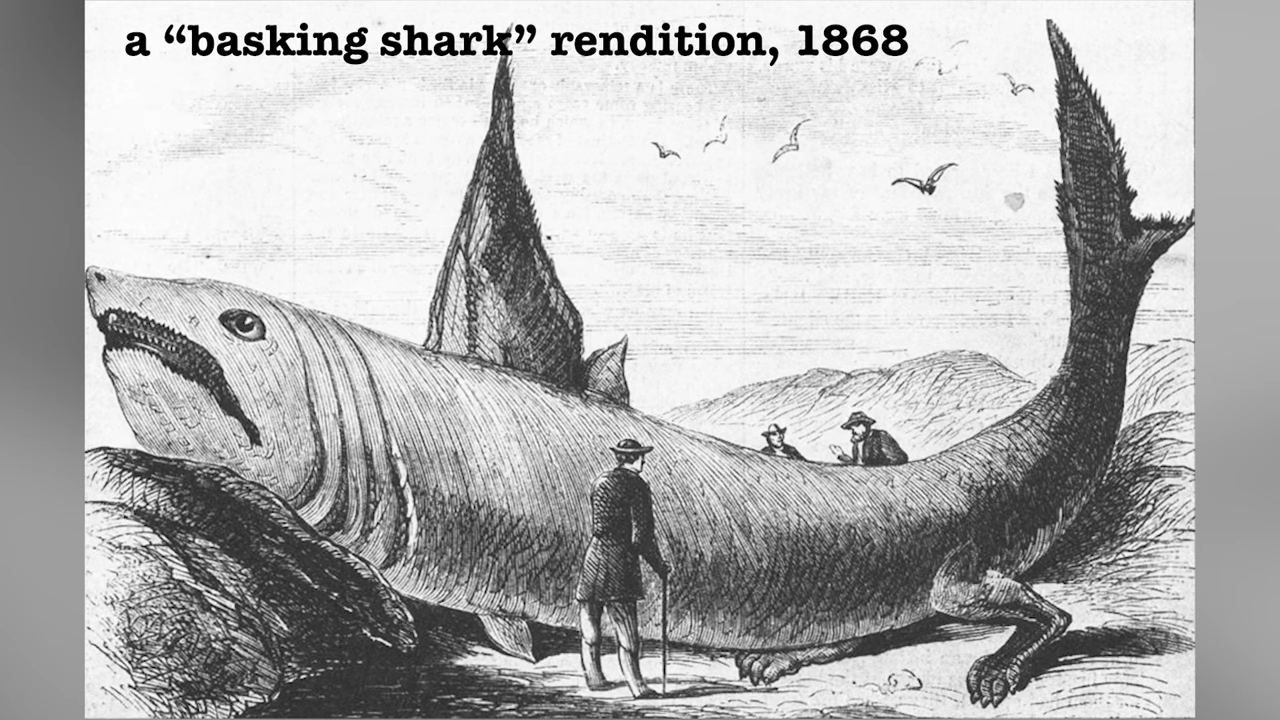 a “basking shark” rendition, 1868